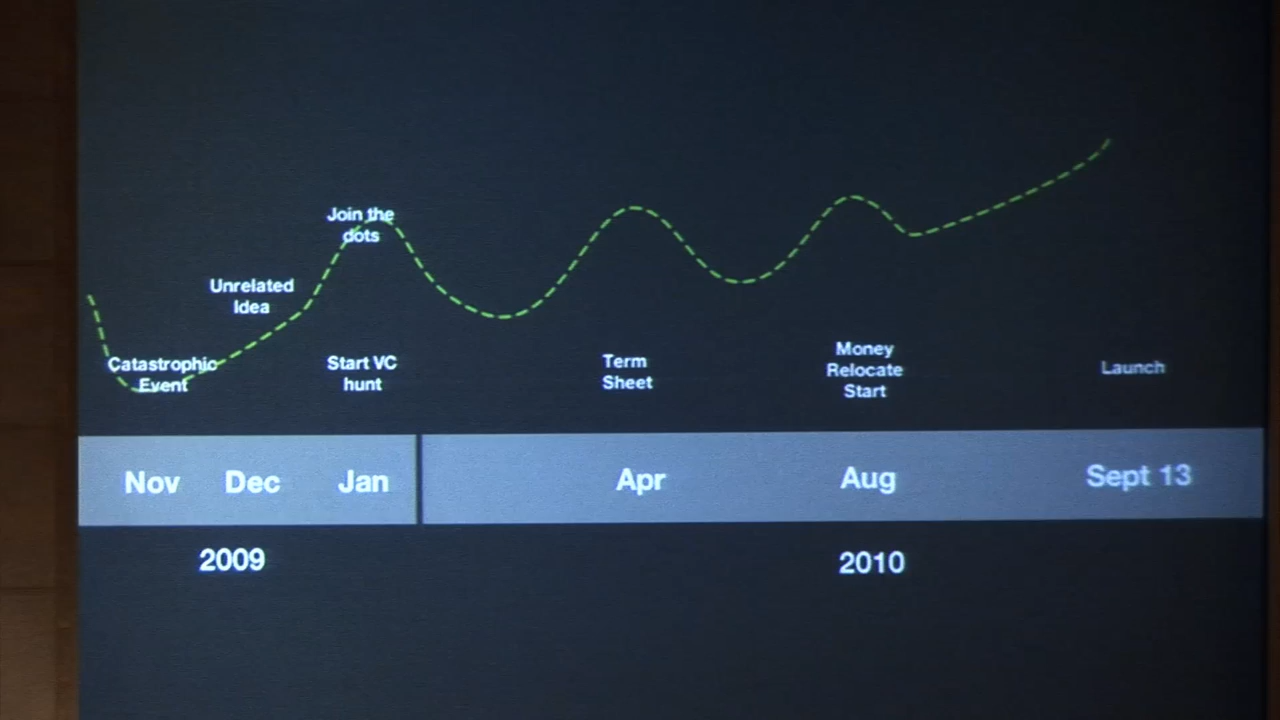 Join the
dots
Unrelated
Idea
Catastrophic
Event
Start VC
hunt
Term
Sheet
Money
Relocate
Start
Launch
Nov Dec Jan Apr Aug Sept 13
2009 2010